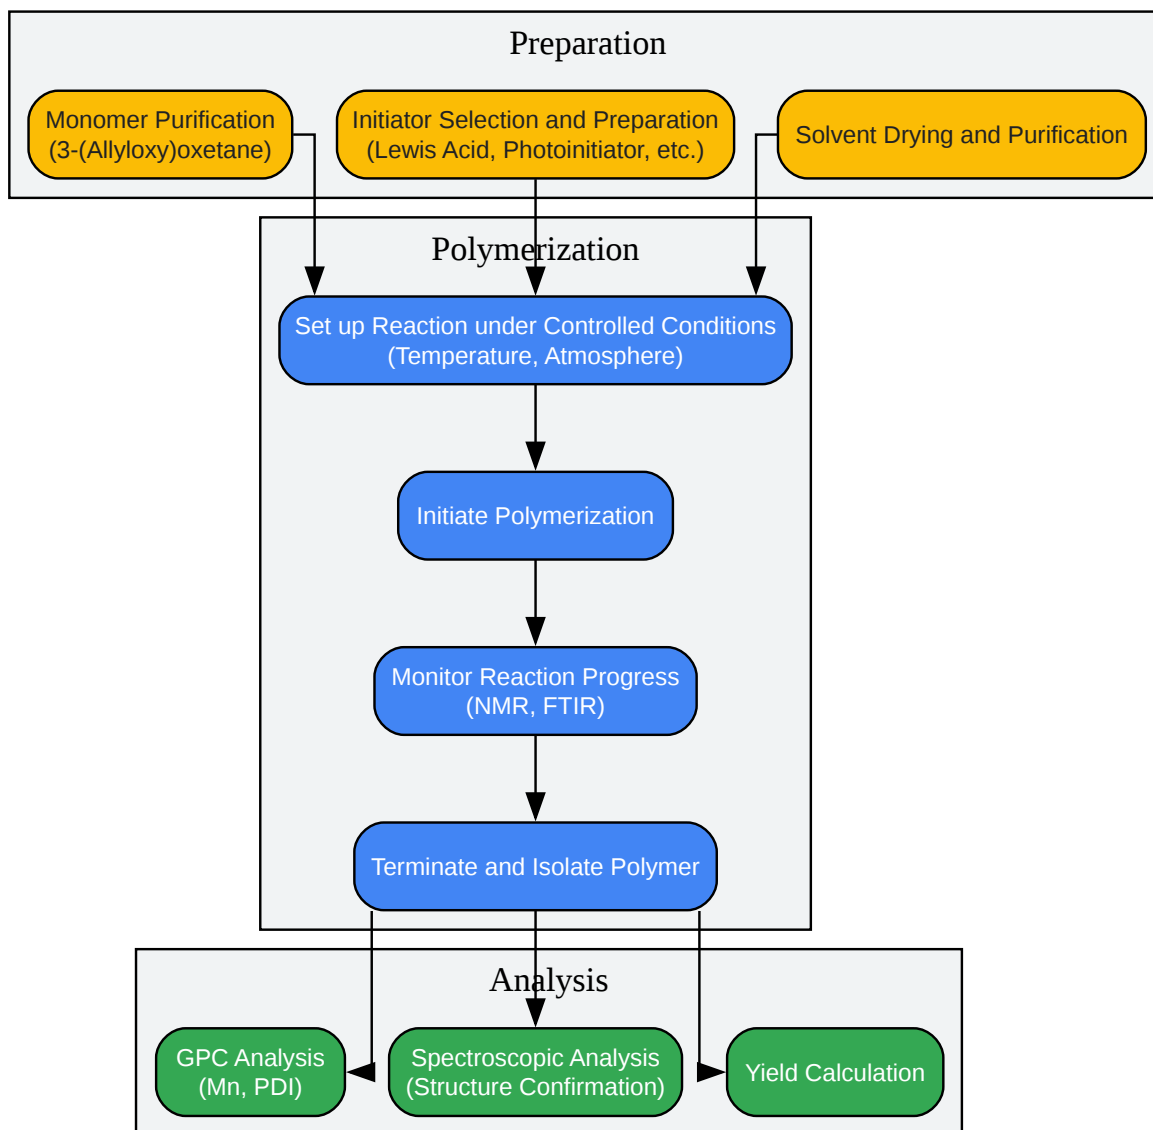 Preparation
Monomer Purification
(3-(Allyloxy)oxetane)
Initiator Selection and Preparation
(Lewis Acid, Photoinitiator, etc.)
Solvent Drying and Purification
Polymerization
Set up Reaction under Controlled Conditions
(Temperature, Atmosphere)
Initiate Polymerization
Monitor Reaction Progress
(NMR, FTIR)
Terminate and Isolate Polymer
Analysis
GPC Analysis
(Mn, PDI)
Spectroscopic Analysis
(Structure Confirmation)
Yield Calculation